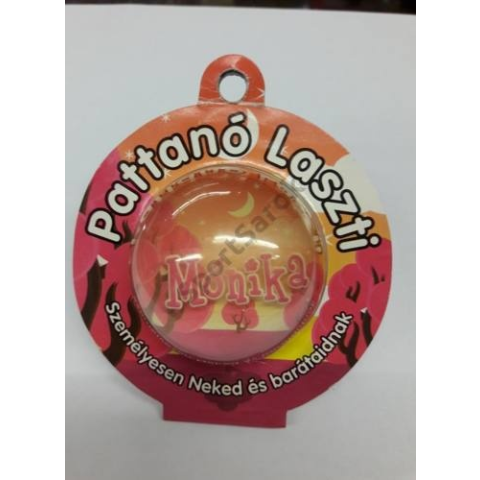 Pattanó Laszti
Monika
Személyesen Neked és barátaidnak